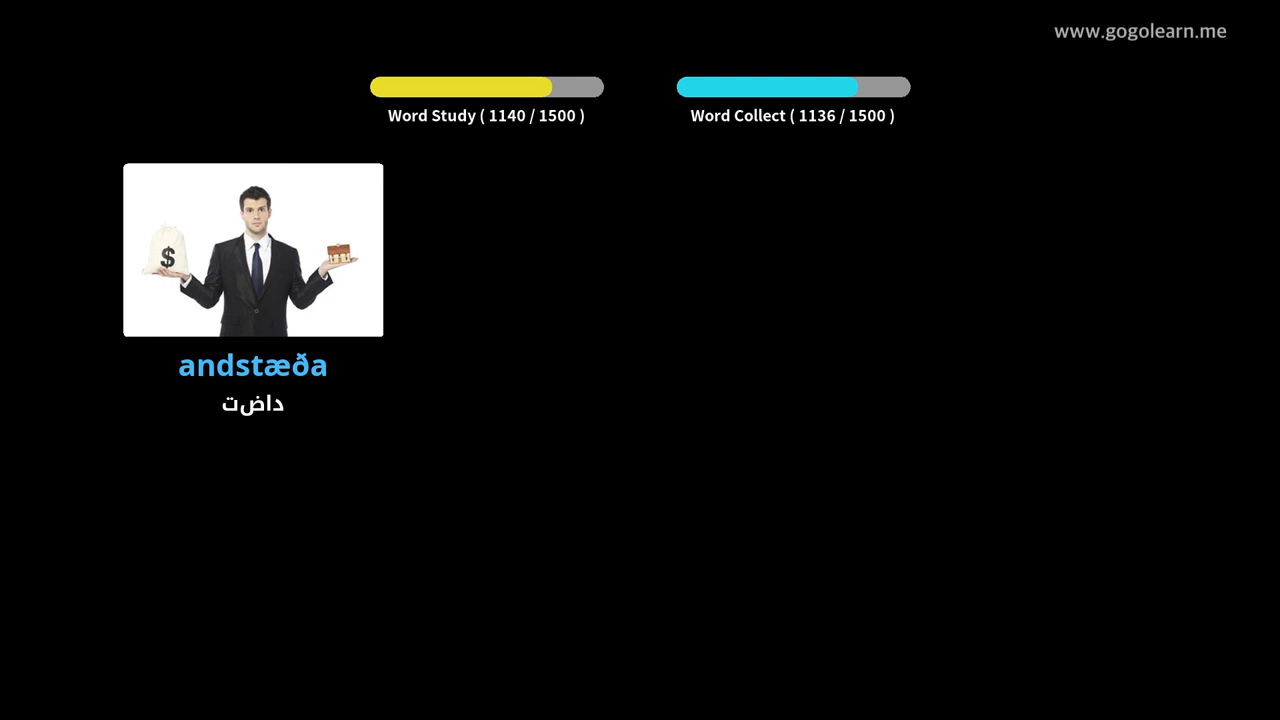 www.gogolearn.me
Word Study ( 1140 / 1500 )
Word Collect ( 1136 / 1500 )
$
andstæða
داضت